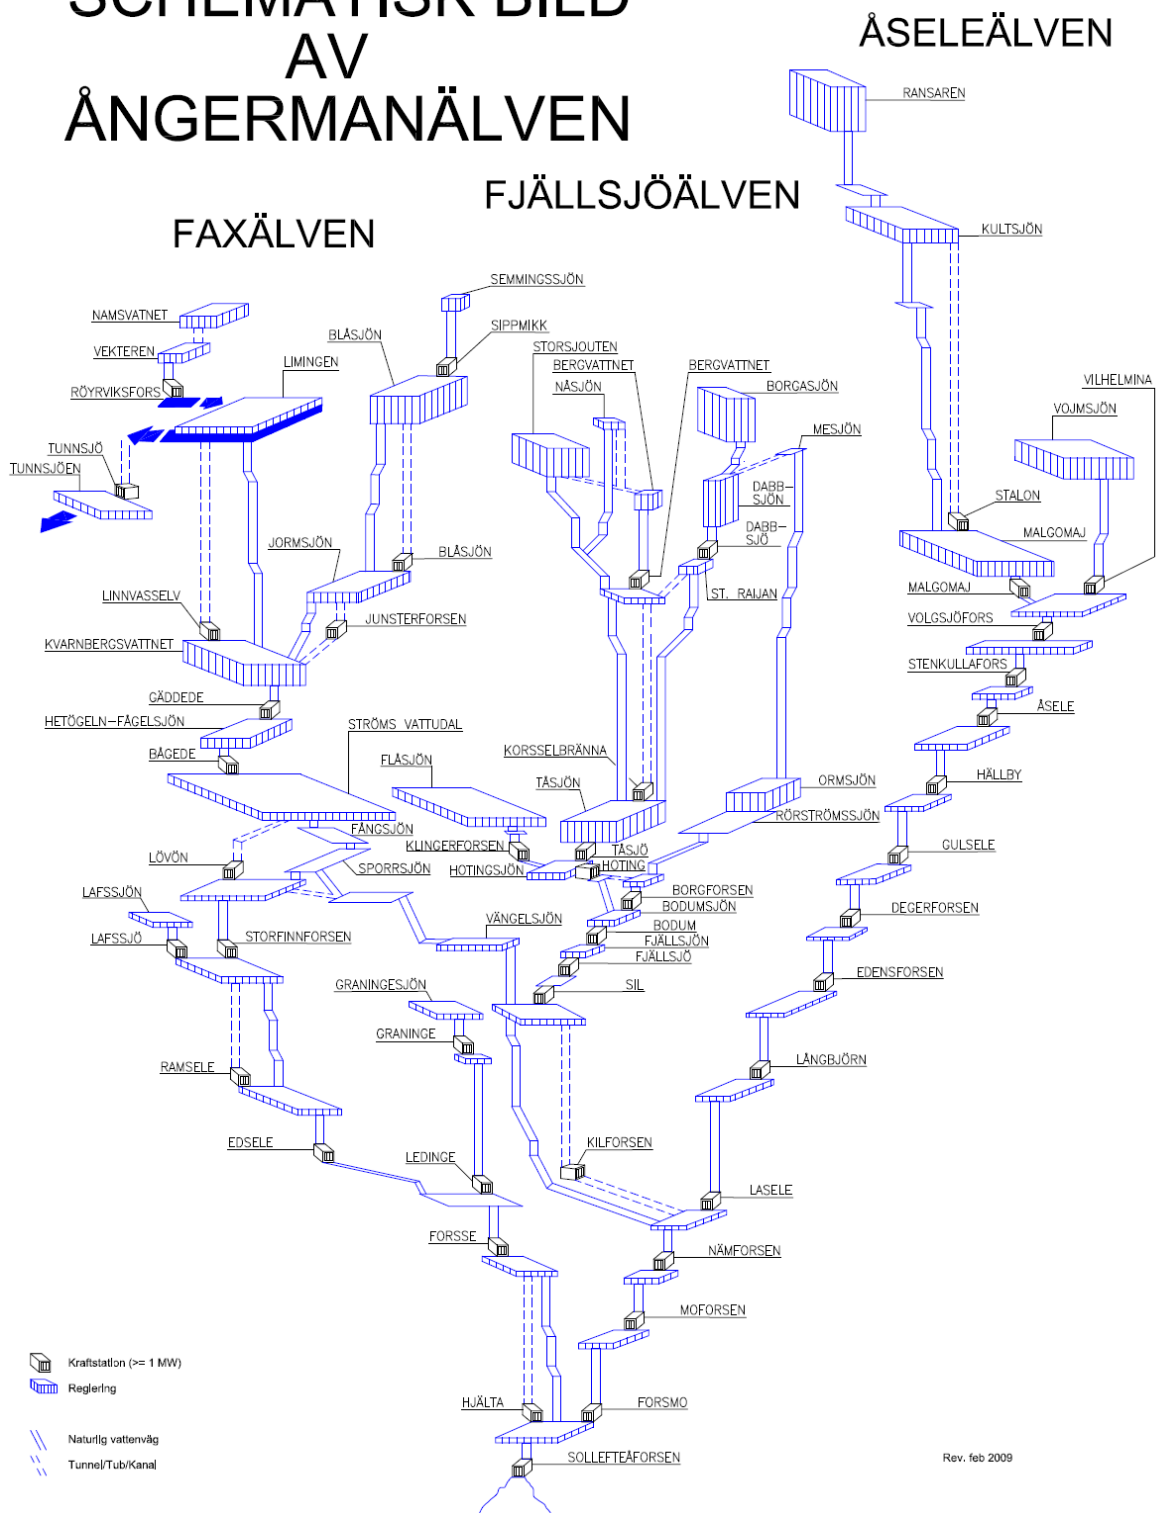 SCHEMATISK BILD
AV
ÅNGERMANÄLVEN
ÅSELEÄLVEN
FJÄLLSJÖÄLVEN
FAXÄLVEN
RANSAREN
KULTSJÖN
SEMMINGSSJÖN
NAMSVATNET
SIPPMIKK
BLÅSJÖN
STORSJOUTEN
VEKTEREN
LIMINGEN
BERGVATTNET
BERGVATTNET
NÅSJÖN
BORGASJÖN
VILHELMINA
RÖYRVIKSFORS
VOJMSJÖN
MESJÖN
TUNNSJÖ
TUNNSJÖEN
DABB-
SJÖN
STALON
DABB-
SJÖ
MALGOMAJ
JORMSJÖN
BLÅSJÖN
ST. RAIJAN
MALGOMAJ
LINNVASSELV
JUNSTERFORSEN
VOLGSJÖFORS
KVARNBERGSVATTNET
STENKULLAFORS
GÄDDEDE
ÅSELE
HETÖGELN-FÅGELSJÖN
STRÖMS VATTUDAL
BÅGEDE
FLÅSJÖN
KORSSELBRÄNNA
TÅSJÖN
ORMSJÖN
HÄLLBY
RÖRSTRÖMSSJÖN
FÅNGSJÖN
KLINGERFORSEN
TÅSJÖ
GULSELE
LÖVÖN
SPORRSJÖN
HOTINGSJÖN
HOTING
LAFSSJÖN
BORGFORSEN
BODUMSJÖN
DEGERFORSEN
VÄNGELSJÖN
BODUM
LAFSSJÖ
STORFINNFORSEN
FJÄLLSJÖN
FJÄLLSJÖ
EDENSFORSEN
GRANINGESJÖN
SIL
GRANINGE
RAMSELE
LÅNGBJÖRN
EDSELE
KILFORSEN
LEDINGE
LASELE
FORSSE
NÄMFORSEN
MOFORSEN
Kraftstation (>= 1 MW)
Reglering
HJÄLTA
FORSMO
Naturlig vattenväg
Tunnel/Tub/Kanal
SOLLEFTEÅFORSEN
Rev. feb 2009